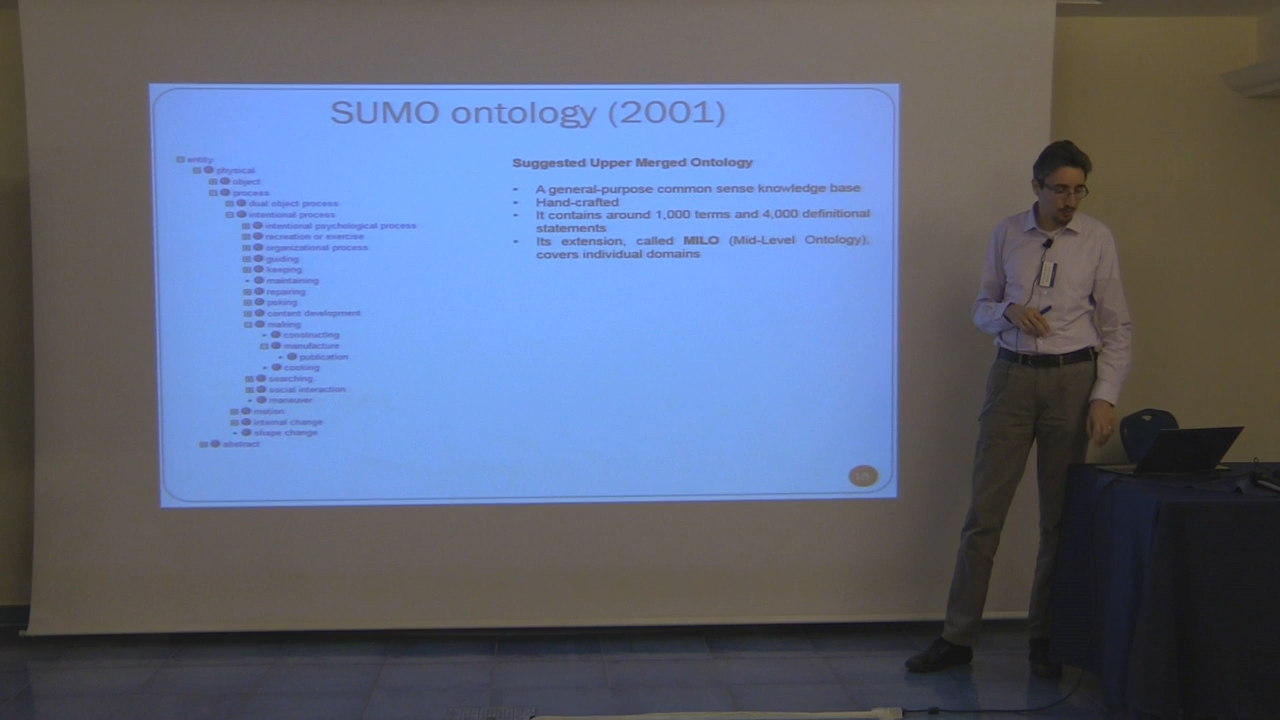 SUMO ontology (2001)
entity
physical
object
process
dual object process
intentional process
intentional psychological process
recreation or exercise
organizational process
guiding
keeping
maintaining
repairing
poking
content development
making
constructing
manufacture
publication
cooking
searching
social interaction
maneuver
motion
internal change
shape change
abstract
Suggested Upper Merged Ontology
- A general-purpose common sense knowledge base
- Hand-crafted
- It contains around 1,000 terms and 4,000 definitional
statements
- Its extension, called MILO (Mid-Level Ontology),
covers individual domains